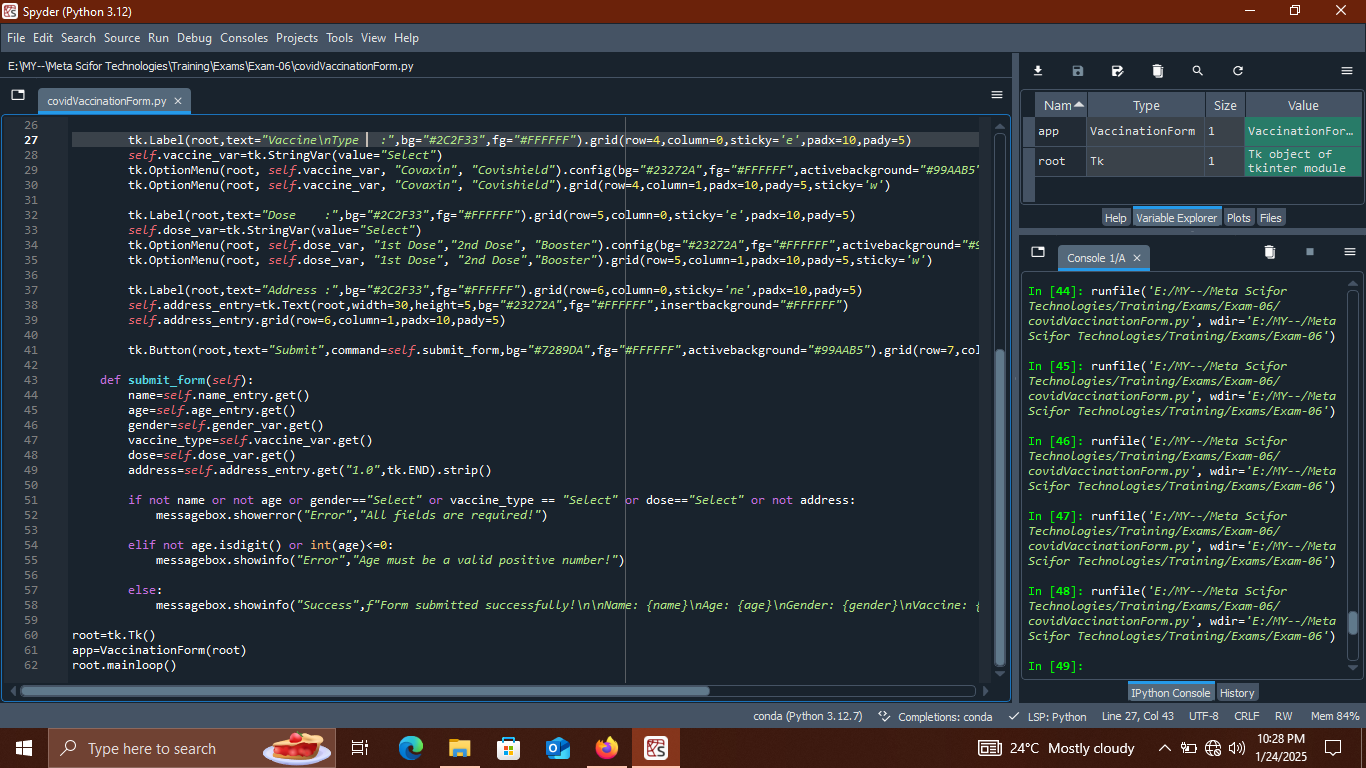 Spyder (Python 3.12)
File Edit Search Source Run Debug Consoles Projects Tools View Help
E:\MY--\Meta Scifor Technologies\Training\Exams\Exam-06\covidVaccinationForm.py
covidVaccinationForm.py
26
27 tk.Label(root,text="Vaccine\nType   :",bg="#2C2F33",fg="#FFFFFF").grid(row=4,column=0,sticky='e',padx=10,pady=5)
28 self.vaccine_var=tk.StringVar(value="Select")
29 tk.OptionMenu(root, self.vaccine_var, "Covaxin", "Covishield").config(bg="#23272A",fg="#FFFFFF",activebackground="#99AAB5"
30 tk.OptionMenu(root, self.vaccine_var, "Covaxin", "Covishield").grid(row=4,column=1,padx=10,pady=5,sticky='w')
31
32 tk.Label(root,text="Dose    :",bg="#2C2F33",fg="#FFFFFF").grid(row=5,column=0,sticky='e',padx=10,pady=5)
33 self.dose_var=tk.StringVar(value="Select")
34 tk.OptionMenu(root, self.dose_var, "1st Dose","2nd Dose", "Booster").config(bg="#23272A",fg="#FFFFFF",activebackground="#9
35 tk.OptionMenu(root, self.dose_var, "1st Dose", "2nd Dose","Booster").grid(row=5,column=1,padx=10,pady=5,sticky='w')
36
37 tk.Label(root,text="Address :",bg="#2C2F33",fg="#FFFFFF").grid(row=6,column=0,sticky='ne',padx=10,pady=5)
38 self.address_entry=tk.Text(root,width=30,height=5,bg="#23272A",fg="#FFFFFF",insertbackground="#FFFFFF")
39 self.address_entry.grid(row=6,column=1,padx=10,pady=5)
40
41 tk.Button(root,text="Submit",command=self.submit_form,bg="#7289DA",fg="#FFFFFF",activebackground="#99AAB5").grid(row=7,col
42
43 def submit_form(self):
44 name=self.name_entry.get()
45 age=self.age_entry.get()
46 gender=self.gender_var.get()
47 vaccine_type=self.vaccine_var.get()
48 dose=self.dose_var.get()
49 address=self.address_entry.get("1.0",tk.END).strip()
50
51 if not name or not age or gender=="Select" or vaccine_type == "Select" or dose=="Select" or not address:
52 messagebox.showerror("Error","All fields are required!")
53
54 elif not age.isdigit() or int(age)<=0:
55 messagebox.showinfo("Error","Age must be a valid positive number!")
56
57 else:
58 messagebox.showinfo("Success",f"Form submitted successfully!\n\nName: {name}\nAge: {age}\nGender: {gender}\nVaccine: {
59
60 root=tk.Tk()
61 app=VaccinationForm(root)
62 root.mainloop()
Nam Type Size Value
app VaccinationForm 1 VaccinationFor…
root Tk 1 Tk object of
tkinter module
Help Variable Explorer Plots Files
Console 1/A
In [44]: runfile('E:/MY--/Meta Scifor
Technologies/Training/Exams/Exam-06/
covidVaccinationForm.py', wdir='E:/MY--/Meta
Scifor Technologies/Training/Exams/Exam-06')
In [45]: runfile('E:/MY--/Meta Scifor
Technologies/Training/Exams/Exam-06/
covidVaccinationForm.py', wdir='E:/MY--/Meta
Scifor Technologies/Training/Exams/Exam-06')
In [46]: runfile('E:/MY--/Meta Scifor
Technologies/Training/Exams/Exam-06/
covidVaccinationForm.py', wdir='E:/MY--/Meta
Scifor Technologies/Training/Exams/Exam-06')
In [47]: runfile('E:/MY--/Meta Scifor
Technologies/Training/Exams/Exam-06/
covidVaccinationForm.py', wdir='E:/MY--/Meta
Scifor Technologies/Training/Exams/Exam-06')
In [48]: runfile('E:/MY--/Meta Scifor
Technologies/Training/Exams/Exam-06/
covidVaccinationForm.py', wdir='E:/MY--/Meta
Scifor Technologies/Training/Exams/Exam-06')
In [49]:
IPython Console History
conda (Python 3.12.7) Completions: conda LSP: Python Line 27, Col 43 UTF-8 CRLF RW Mem 84%
Type here to search
24°C Mostly cloudy
10:28 PM
1/24/2025